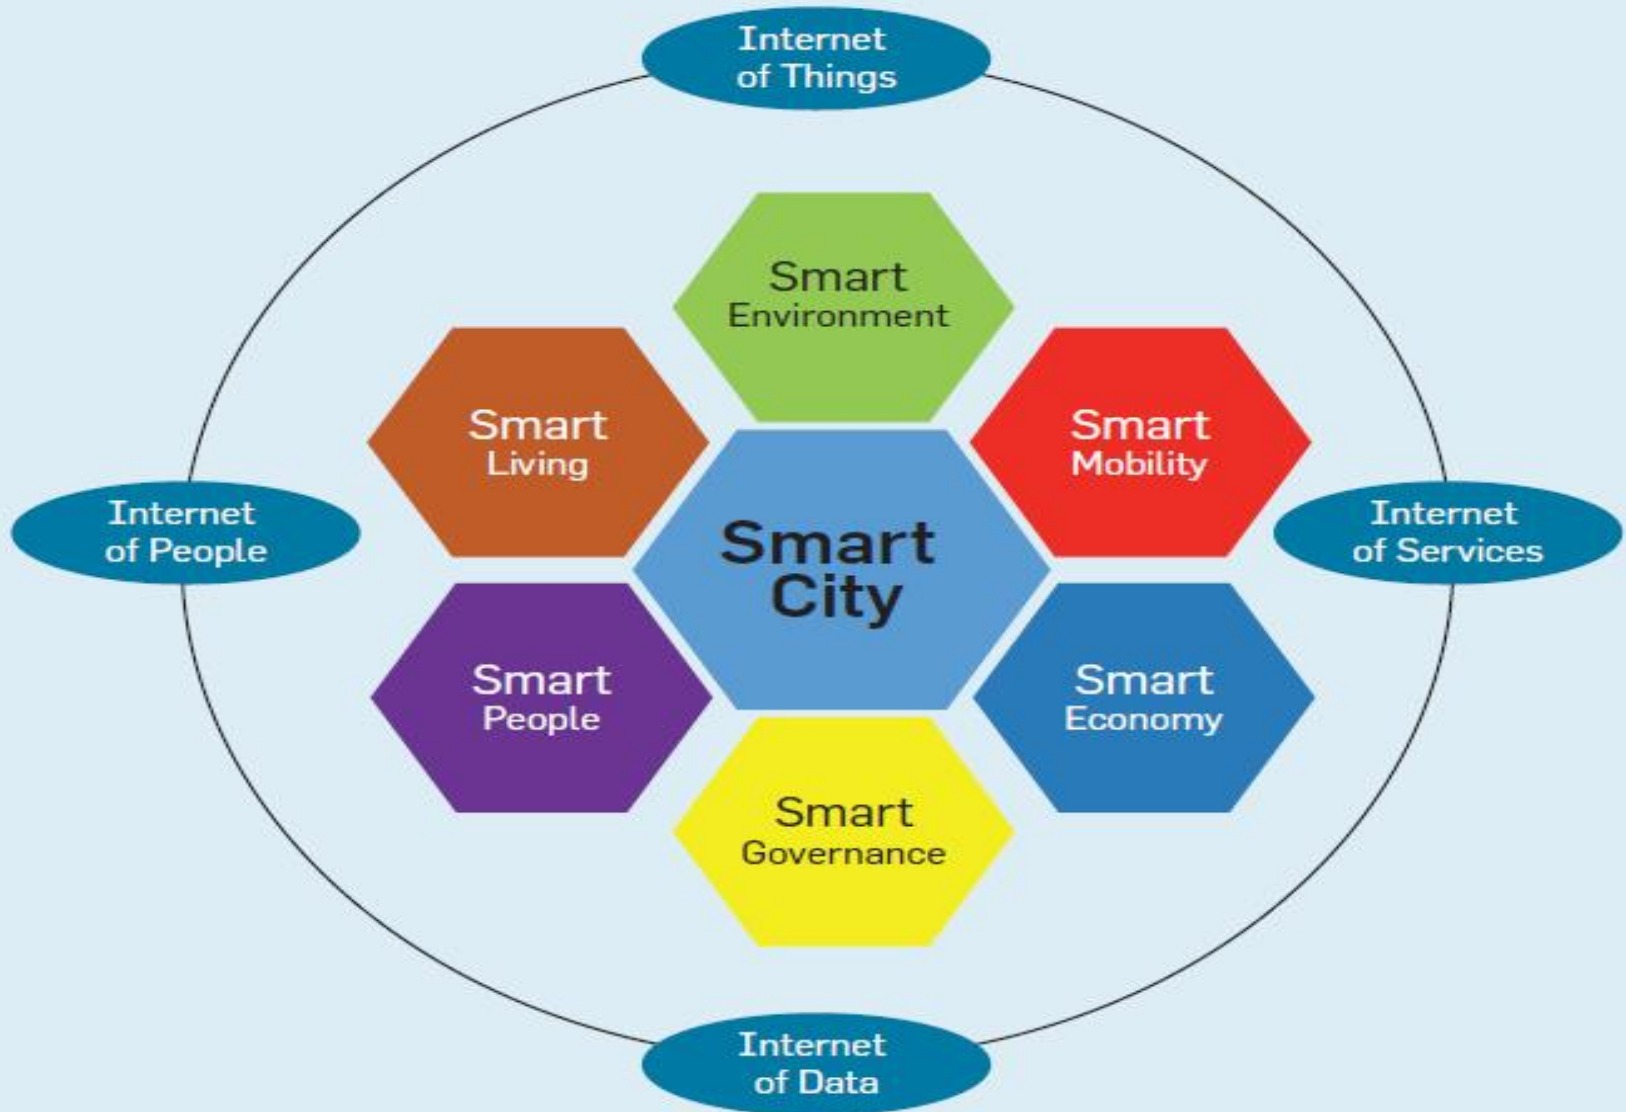 Internet
of Things
Smart
Environment
Smart
Living
Smart
Mobility
Internet
of People
Smart
City
Internet
of Services
Smart
People
Smart
Economy
Smart
Governance
Internet
of Data